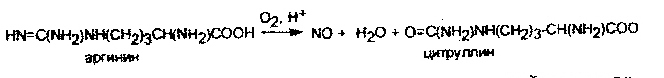 O₂, H⁺
HN=C(NH₂)NH(CH₂)₃CH(NH₂)COOH → NO + H₂O + O=C(NH₂)NH(CH₂)₃-CH(NH₂)COO
аргинин цитруллин